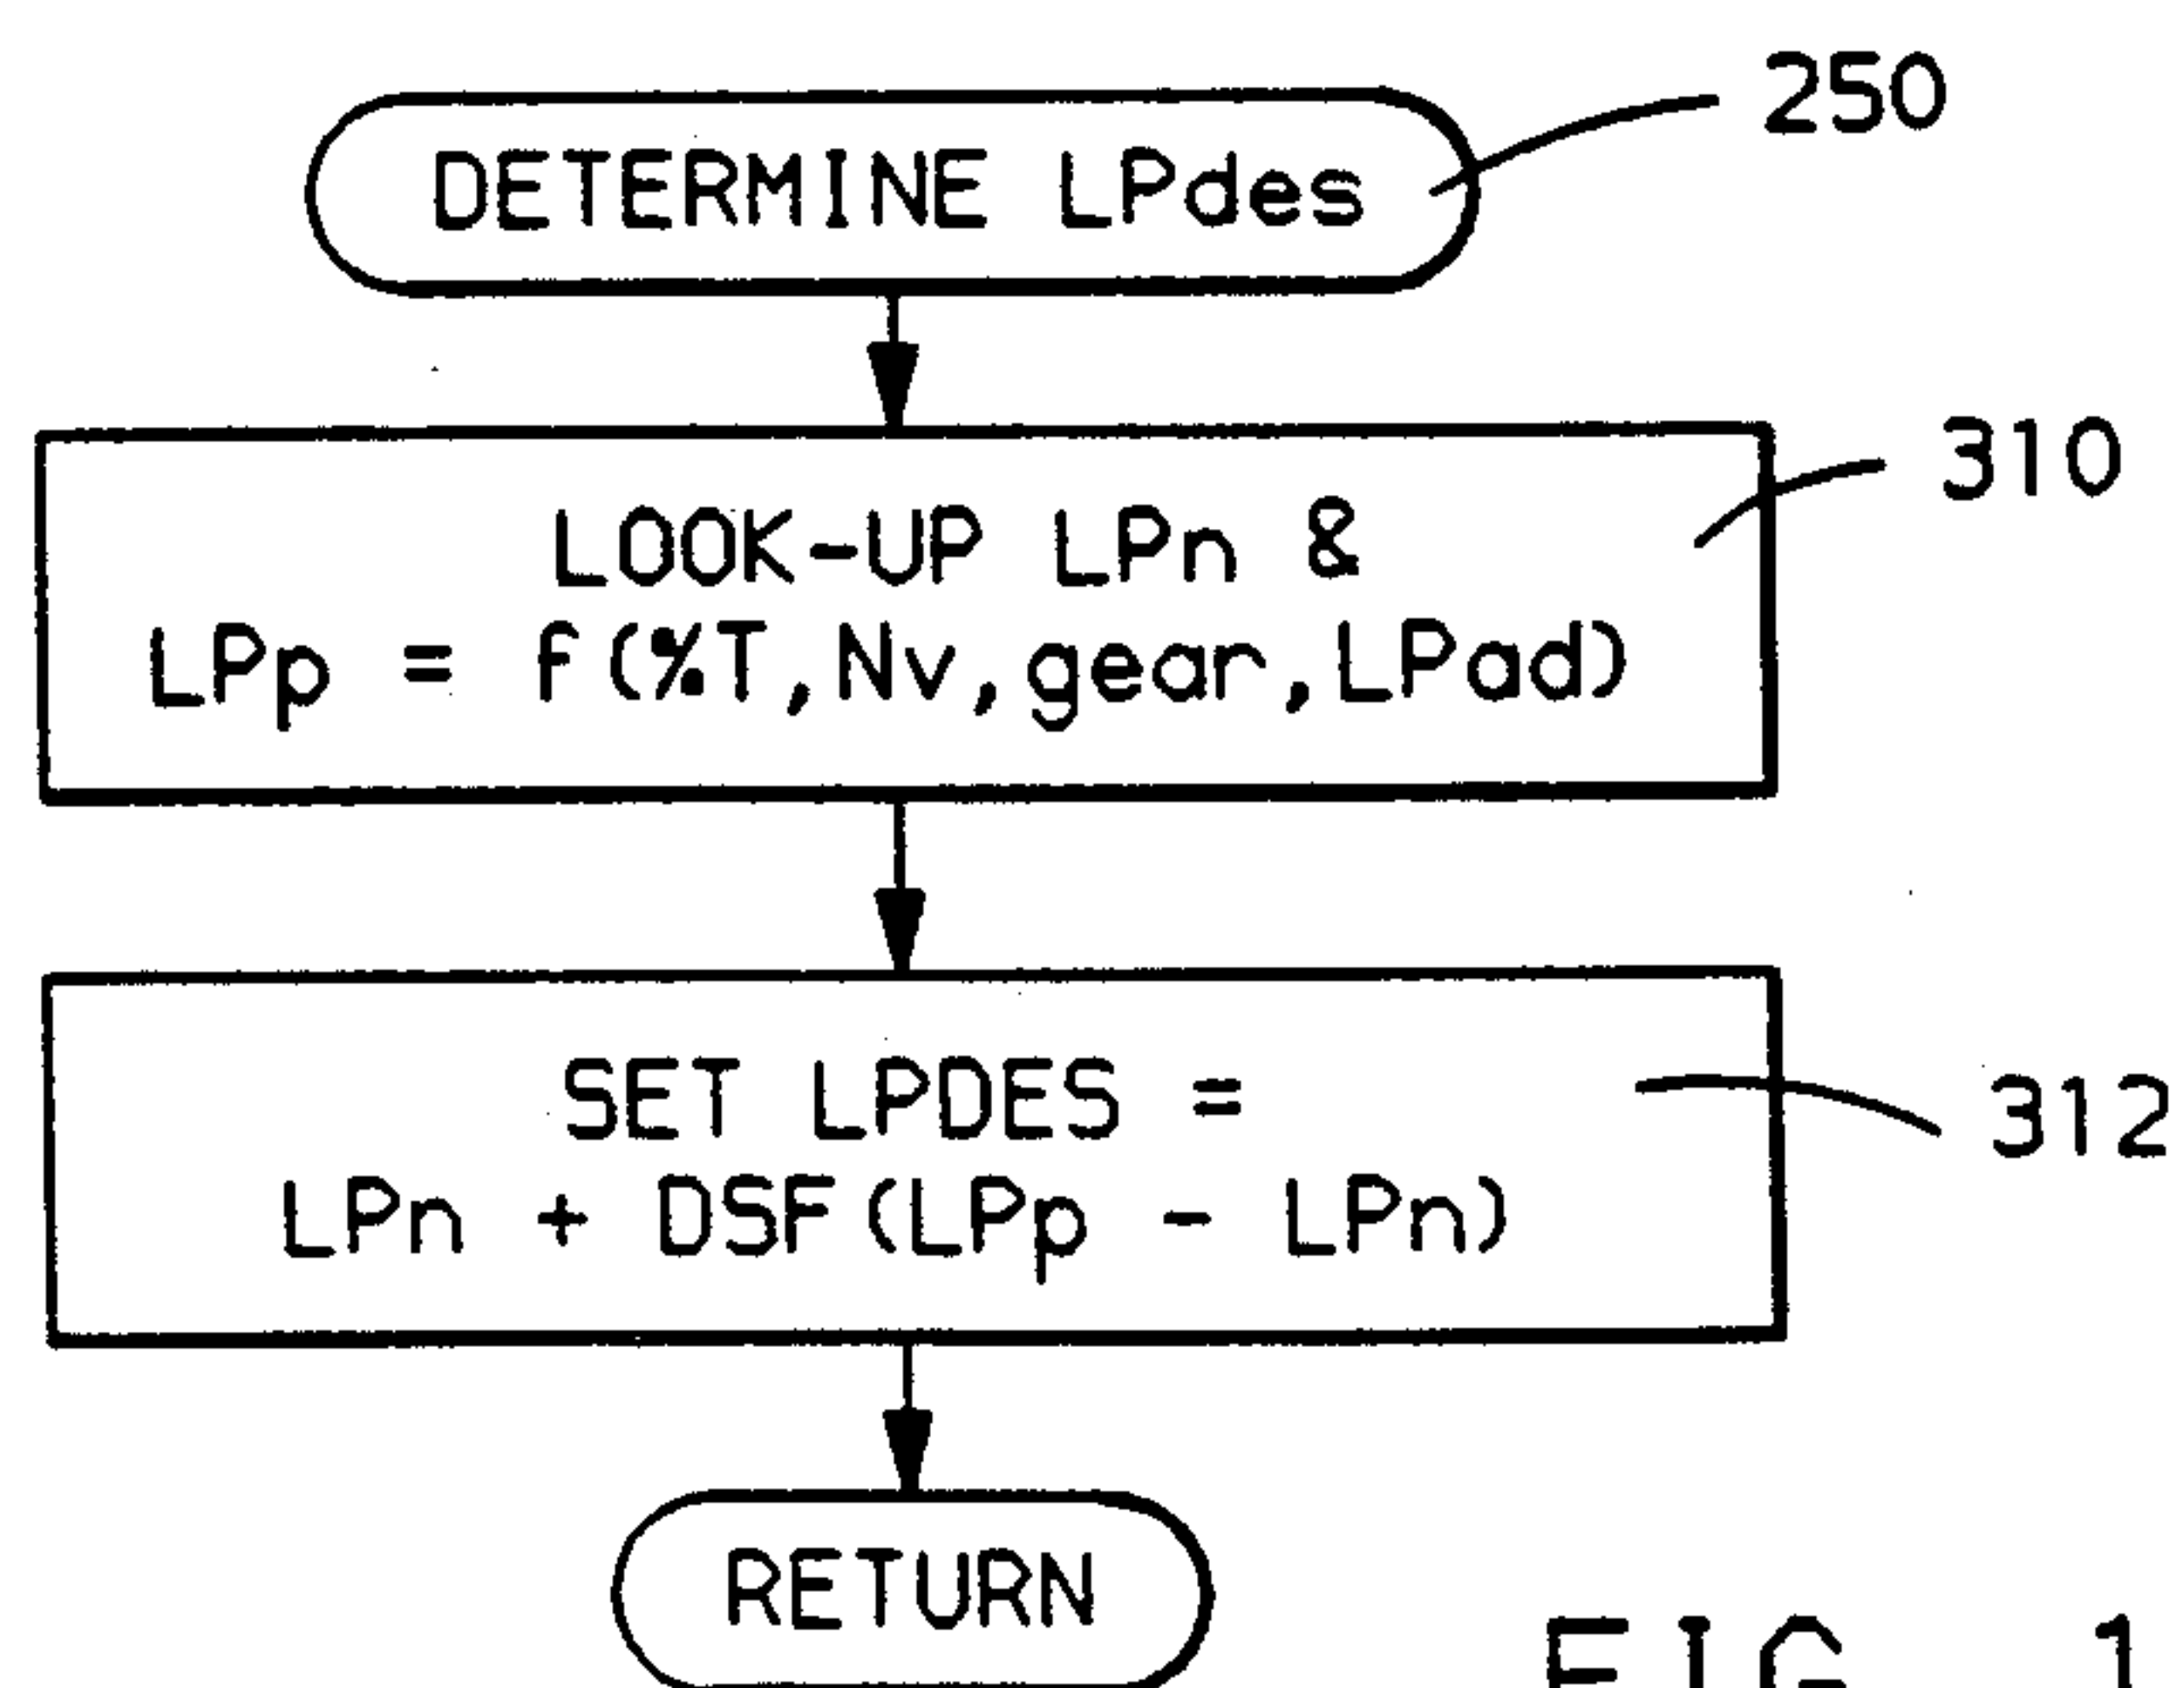 250
DETERMINE LPdes
310
LOOK-UP LPn &
LPp = f(%T,Nv,gear,LPad)
SET LPDES =
312
LPn + DSF(LPp - LPn)
RETURN
FIG